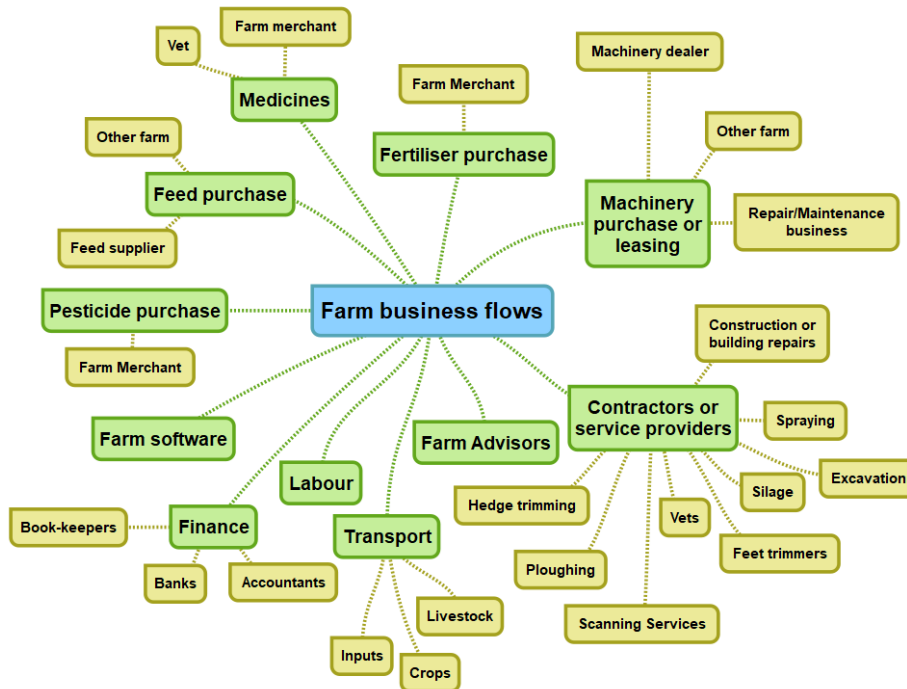 Farm merchant
Vet
Medicines
Machinery dealer
Farm Merchant
Fertiliser purchase
Other farm
Feed purchase
Feed supplier
Other farm
Machinery
purchase or
leasing
Repair/Maintenance
business
Pesticide purchase
Farm Merchant
Farm business flows
Construction or
building repairs
Contractors or
service providers
Spraying
Excavation
Silage
Feet trimmers
Vets
Scanning Services
Ploughing
Hedge trimming
Farm software
Farm Advisors
Labour
Finance
Book-keepers
Banks
Accountants
Transport
Livestock
Inputs
Crops